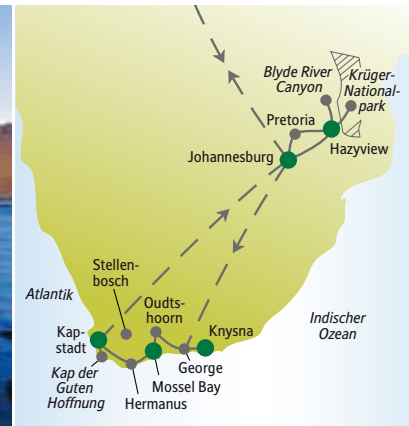 Blyde River
Canyon
Krüger-
National-
park
Pretoria
Johannesburg
Hazyview
Stellen-
bosch
Atlantik
Oudts-
hoorn
Indischer
Ozean
Kap-
stadt
Knysna
George
Kap der
Guten
Hoffnung
Mossel Bay
Hermanus